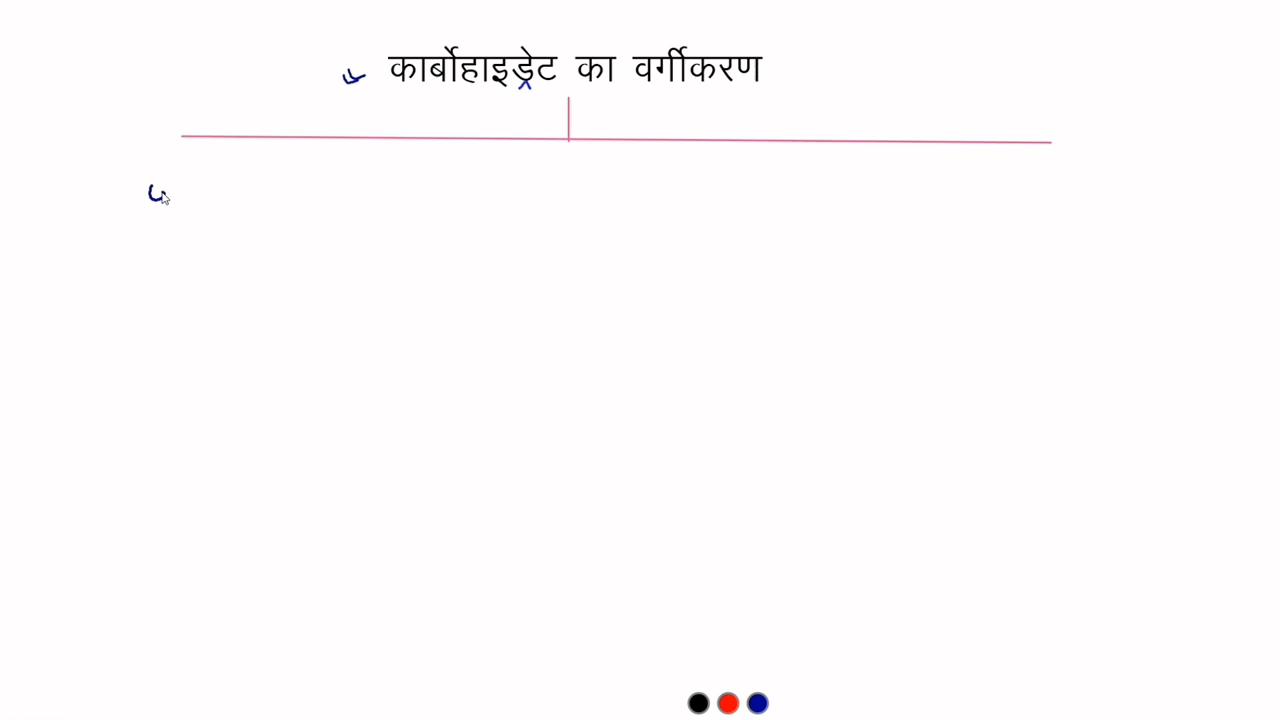 कार्बोहाइड्रेट का वर्गीकरण